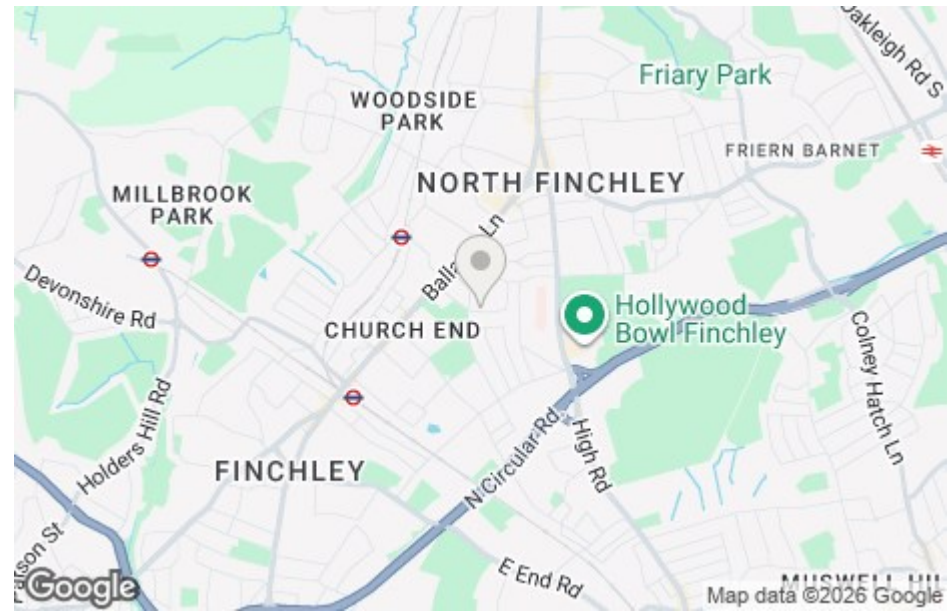 Oakleigh Rd S
Friary Park
WOODSIDE
PARK
FRIERN BARNET
NORTH FINCHLEY
MILLBROOK
PARK
Ln
Devonshire Rd
Hollywood
Bowl Finchley
CHURCH END
Colney Hatch Ln
Holders Hill Rd
N Circular Rd
High Rd
FINCHLEY
E End Rd
Google
Map data ©2026 Google